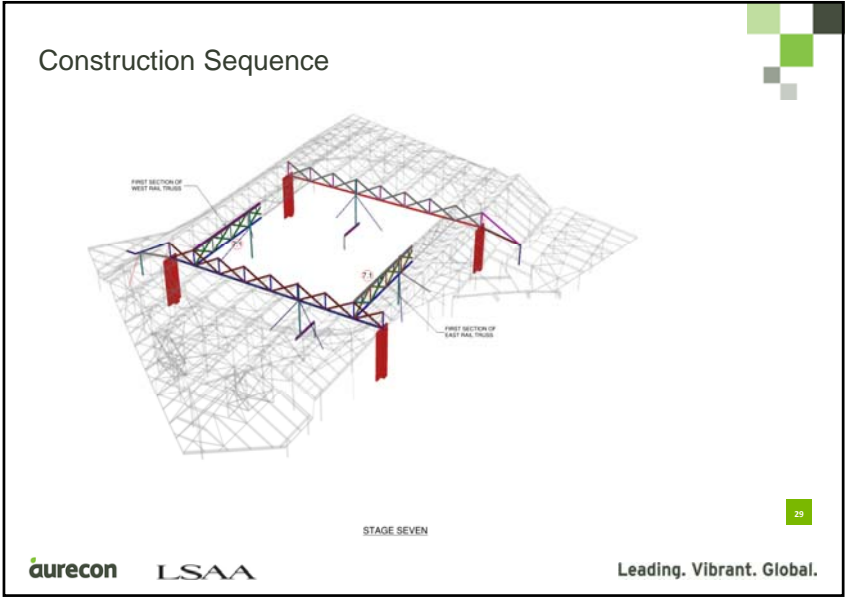 Construction Sequence
FIRST SECTION OF
WEST RAIL TRUSS
7.1
FIRST SECTION OF
EAST RAIL TRUSS
STAGE SEVEN
29
aurecon
LSAA
Leading. Vibrant. Global.